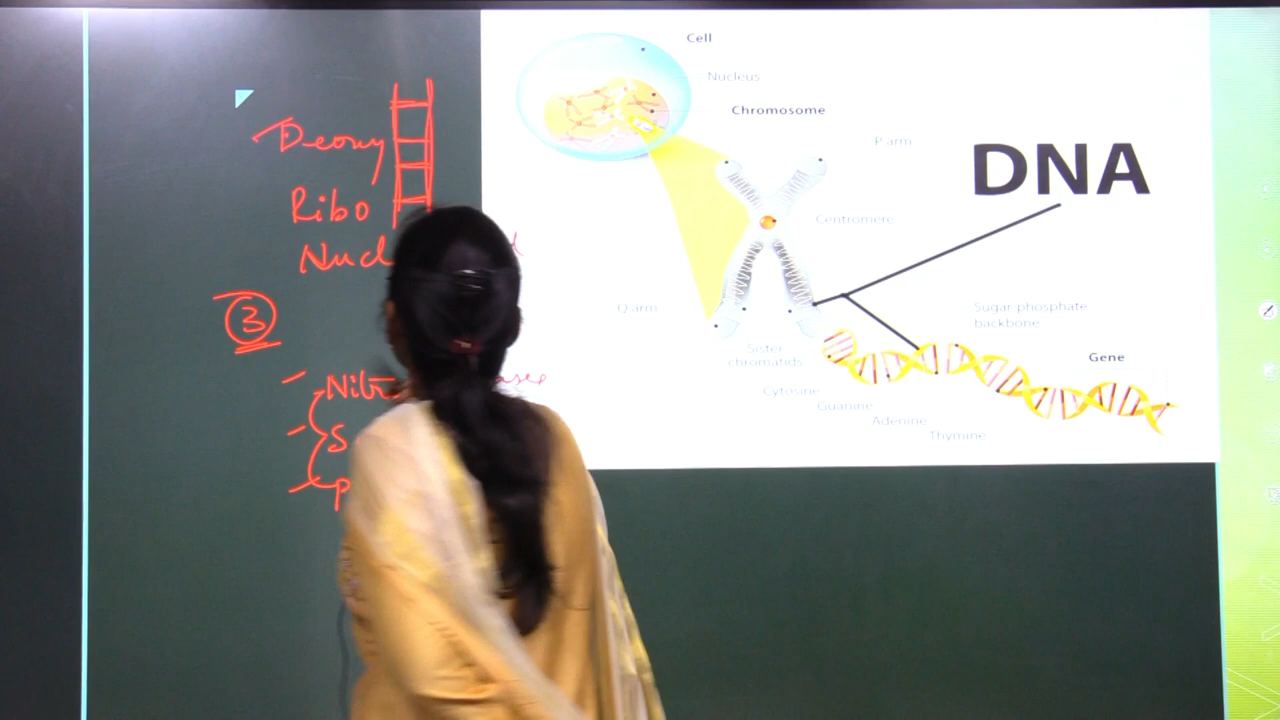 Deoxy
Ribo
Nucl
3
Nitr
S
P
Cell
Nucleus
Chromosome
P arm
DNA
Centromere
Q arm
Sugar phosphate
backbone
Sister
chromatids
Gene
Cytosine
Guanine
Adenine
Thymine